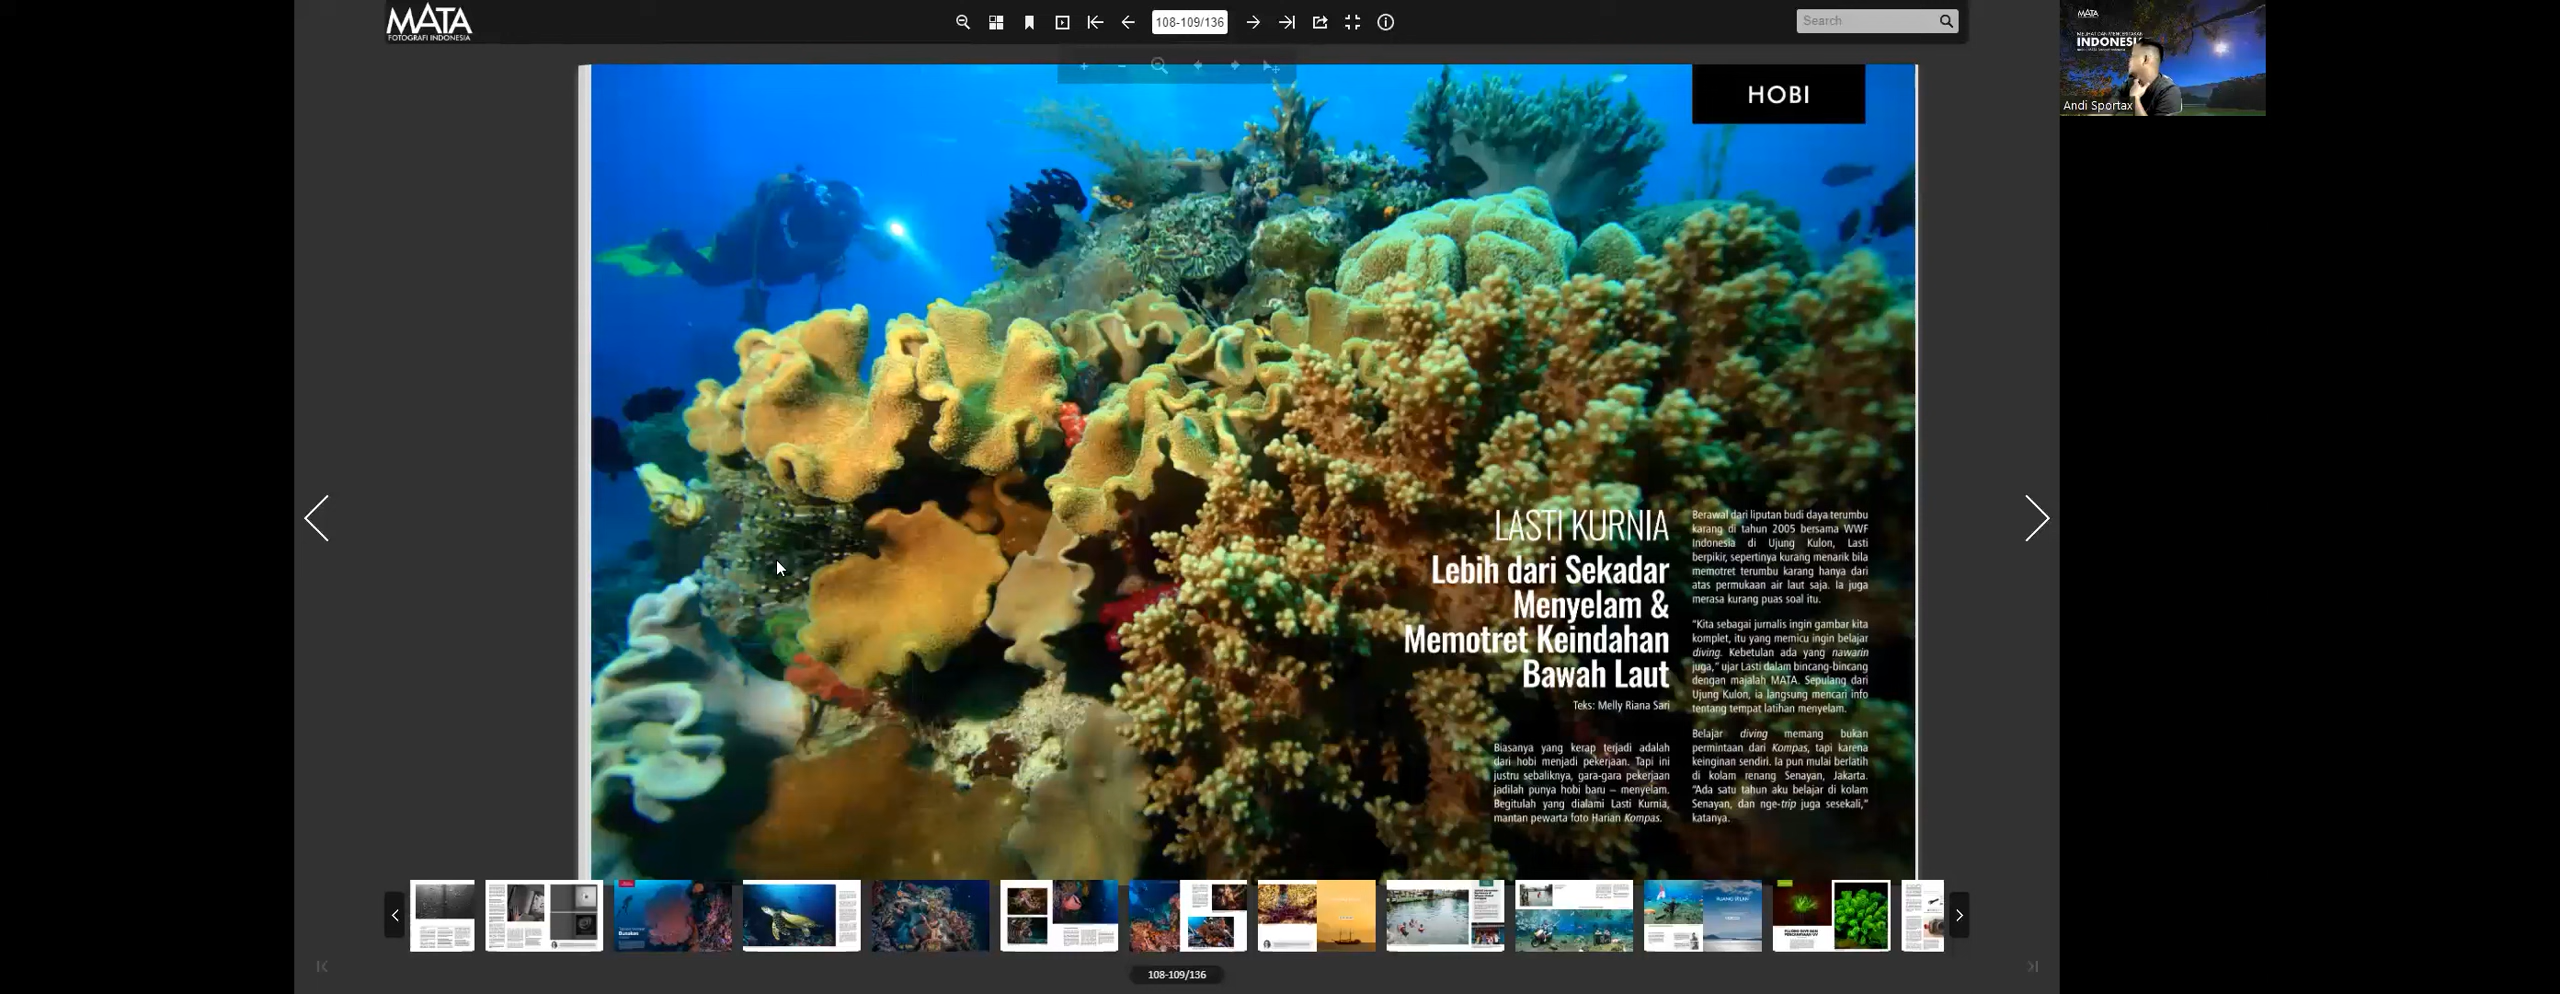 MATA
FOTOGRAFI INDONESIA
108-109/136
Search
MATA
INDONESIA
Andi Sportax
HOBI
LASTI KURNIA
Lebih dari Sekadar
Menyelam &
Memotret Keindahan
Bawah Laut
Teks: Melly Riana Sari
Biasanya yang kerap terjadi adalah
dari hobi menjadi pekerjaan. Tapi ini
justru sebaliknya, gara-gara pekerjaan
jadilah punya hobi baru – menyelam.
Begitulah yang dialami Lasti Kurnia,
mantan pewarta foto Harian Kompas.
Berawal dari liputan budi daya terumbu
karang di tahun 2005 bersama WWF
Indonesia di Ujung Kulon, Lasti
berpikir, sepertinya kurang menarik bila
memotret terumbu karang hanya dari
atas permukaan air laut saja. Ia juga
merasa kurang puas soal itu.
"Kita sebagai jurnalis ingin gambar kita
komplet, itu yang memicu ingin belajar
diving. Kebetulan ada yang nawarin
juga," ujar Lasti dalam bincang-bincang
dengan majalah MATA. Sepulang dari
Ujung Kulon, ia langsung mencari info
tentang tempat latihan menyelam.
Belajar diving memang bukan
permintaan dari Kompas, tapi karena
keinginan sendiri. Ia pun mulai berlatih
di kolam renang Senayan, Jakarta.
"Ada satu tahun aku belajar di kolam
Senayan, dan nge-trip juga sesekali,"
katanya.
108-109/136